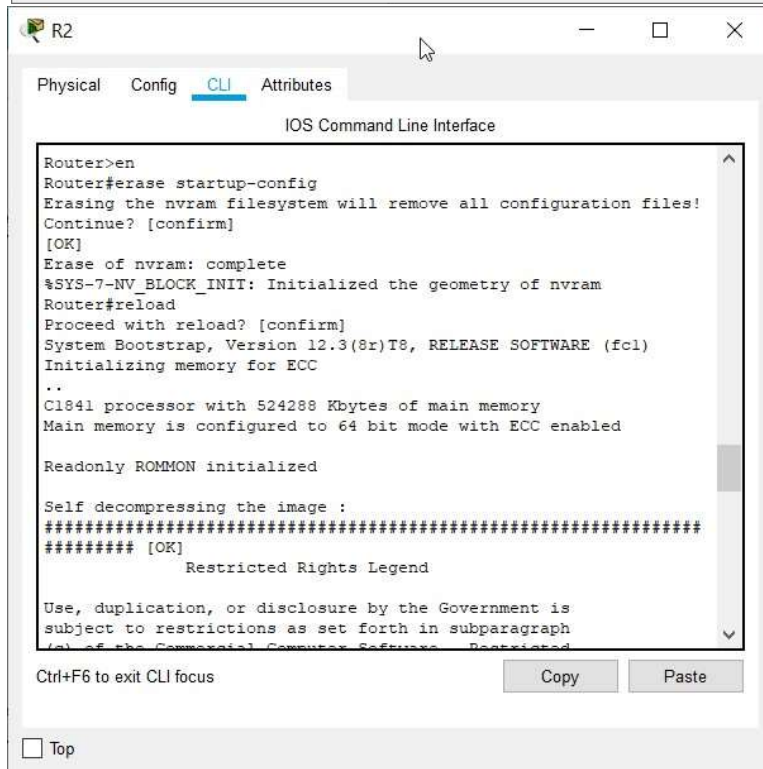 R2
Physical Config CLI Attributes
IOS Command Line Interface
Router>en
Router#erase startup-config
Erasing the nvram filesystem will remove all configuration files!
Continue? [confirm]
[OK]
Erase of nvram: complete
%SYS-7-NV_BLOCK_INIT: Initialized the geometry of nvram
Router#reload
Proceed with reload? [confirm]
System Bootstrap, Version 12.3(8r)T8, RELEASE SOFTWARE (fc1)
Initializing memory for ECC
..
C1841 processor with 524288 Kbytes of main memory
Main memory is configured to 64 bit mode with ECC enabled
Readonly ROMMON initialized
Self decompressing the image :
#################################################################
######### [OK]
Restricted Rights Legend
Use, duplication, or disclosure by the Government is
subject to restrictions as set forth in subparagraph
(c) of the Commercial Computer Software - Restricted
Ctrl+F6 to exit CLI focus
Copy Paste
Top